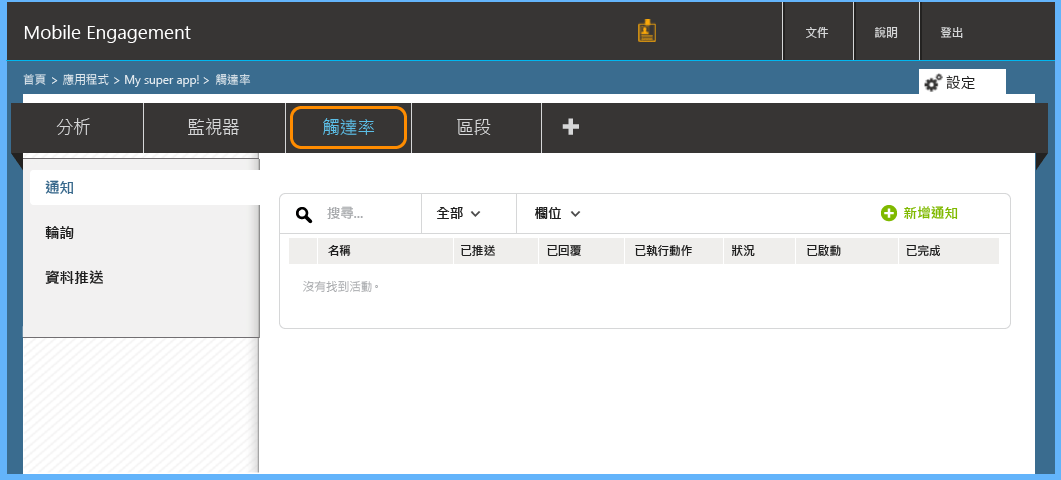 Mobile Engagement
文件 說明 登出
首頁 > 應用程式 > My super app! > 觸達率
設定
分析 監視器 觸達率 區段
通知
輪詢
資料推送
搜尋... 全部 欄位 新增通知
名稱 已推送 已回覆 已執行動作 狀況 已啟動 已完成
沒有找到活動。